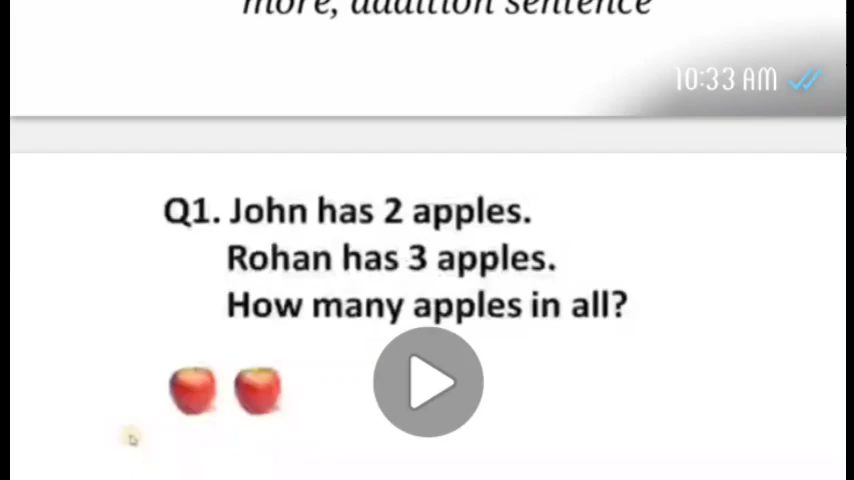 more, addition sentence
10:33 AM
Q1. John has 2 apples.
Rohan has 3 apples.
How many apples in all?